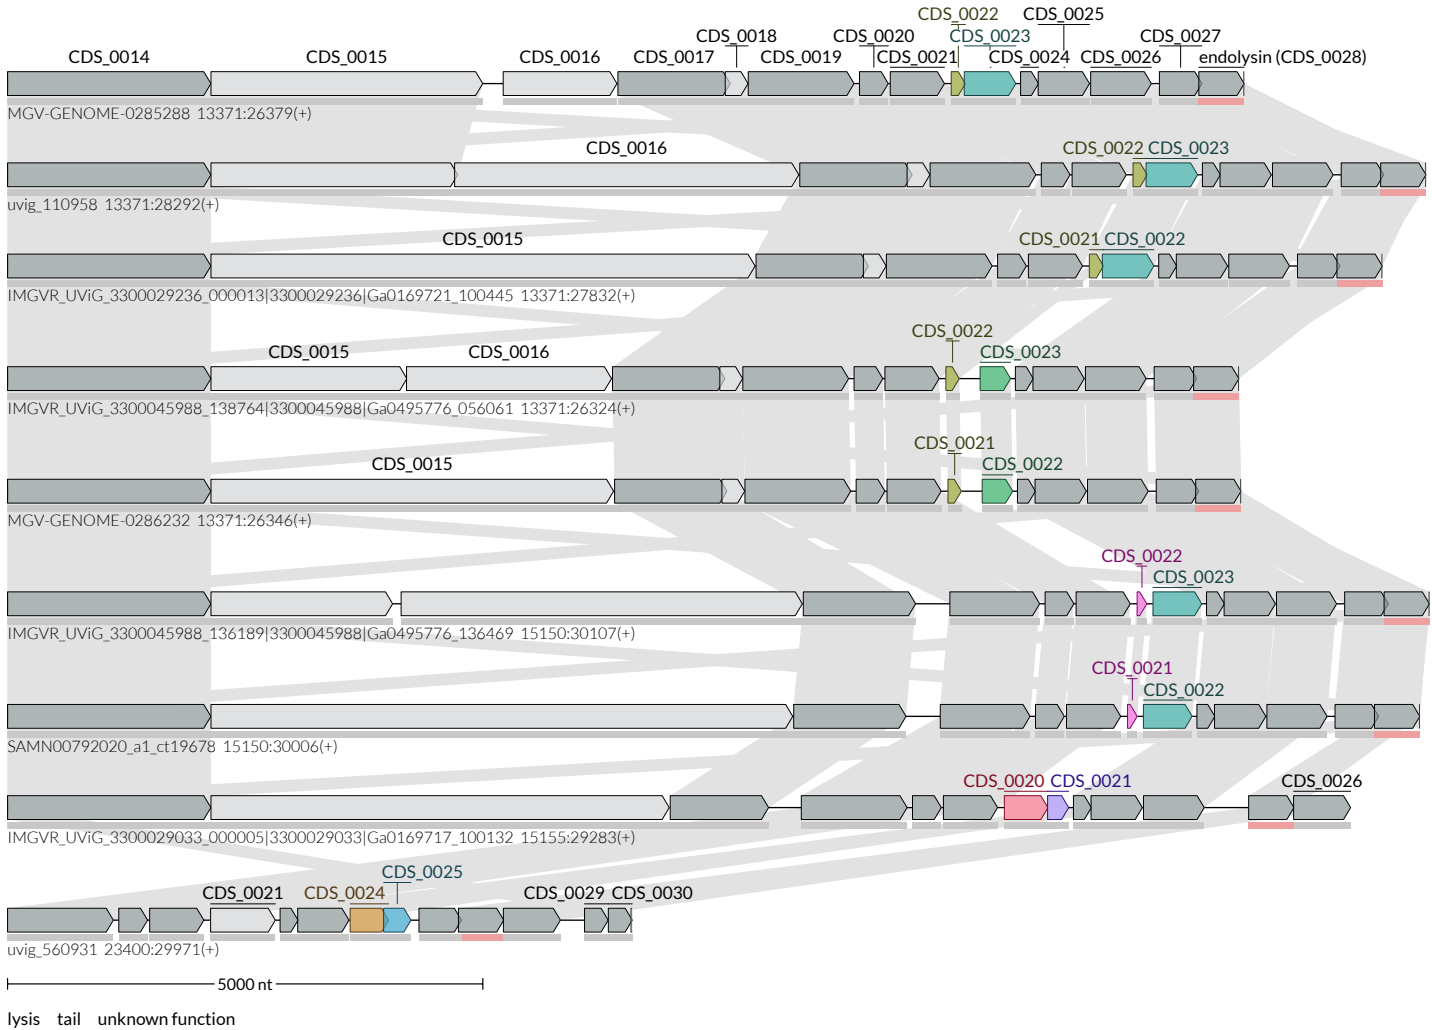 CDS_0022 CDS_0025
CDS_0018 CDS_0020 CDS_0023 CDS_0027
CDS_0014 CDS_0015 CDS_0016 CDS_0017 CDS_0019 CDS_0021 CDS_0024 CDS_0026 endolysin (CDS_0028)
MGV-GENOME-0285288 13371:26379(+)
CDS_0016 CDS_0022 CDS_0023
uvig_110958 13371:28292(+)
CDS_0015 CDS_0021 CDS_0022
IMGVR_UViG_3300029236_000013|3300029236|Ga0169721_100445 13371:27832(+)
CDS_0022
CDS_0015 CDS_0016 CDS_0023
IMGVR_UViG_3300045988_138764|3300045988|Ga0495776_056061 13371:26324(+)
CDS_0021
CDS_0015 CDS_0022
MGV-GENOME-0286232 13371:26346(+)
CDS_0022
CDS_0023
IMGVR_UViG_3300045988_136189|3300045988|Ga0495776_136469 15150:30107(+)
CDS_0021
CDS_0022
SAMN00792020_a1_ct19678 15150:30006(+)
CDS_0020 CDS_0021 CDS_0026
IMGVR_UViG_3300029033_000005|3300029033|Ga0169717_100132 15155:29283(+)
CDS_0025
CDS_0021 CDS_0024 CDS_0029 CDS_0030
uvig_560931 23400:29971(+)
5000 nt
lysis tail unknown function